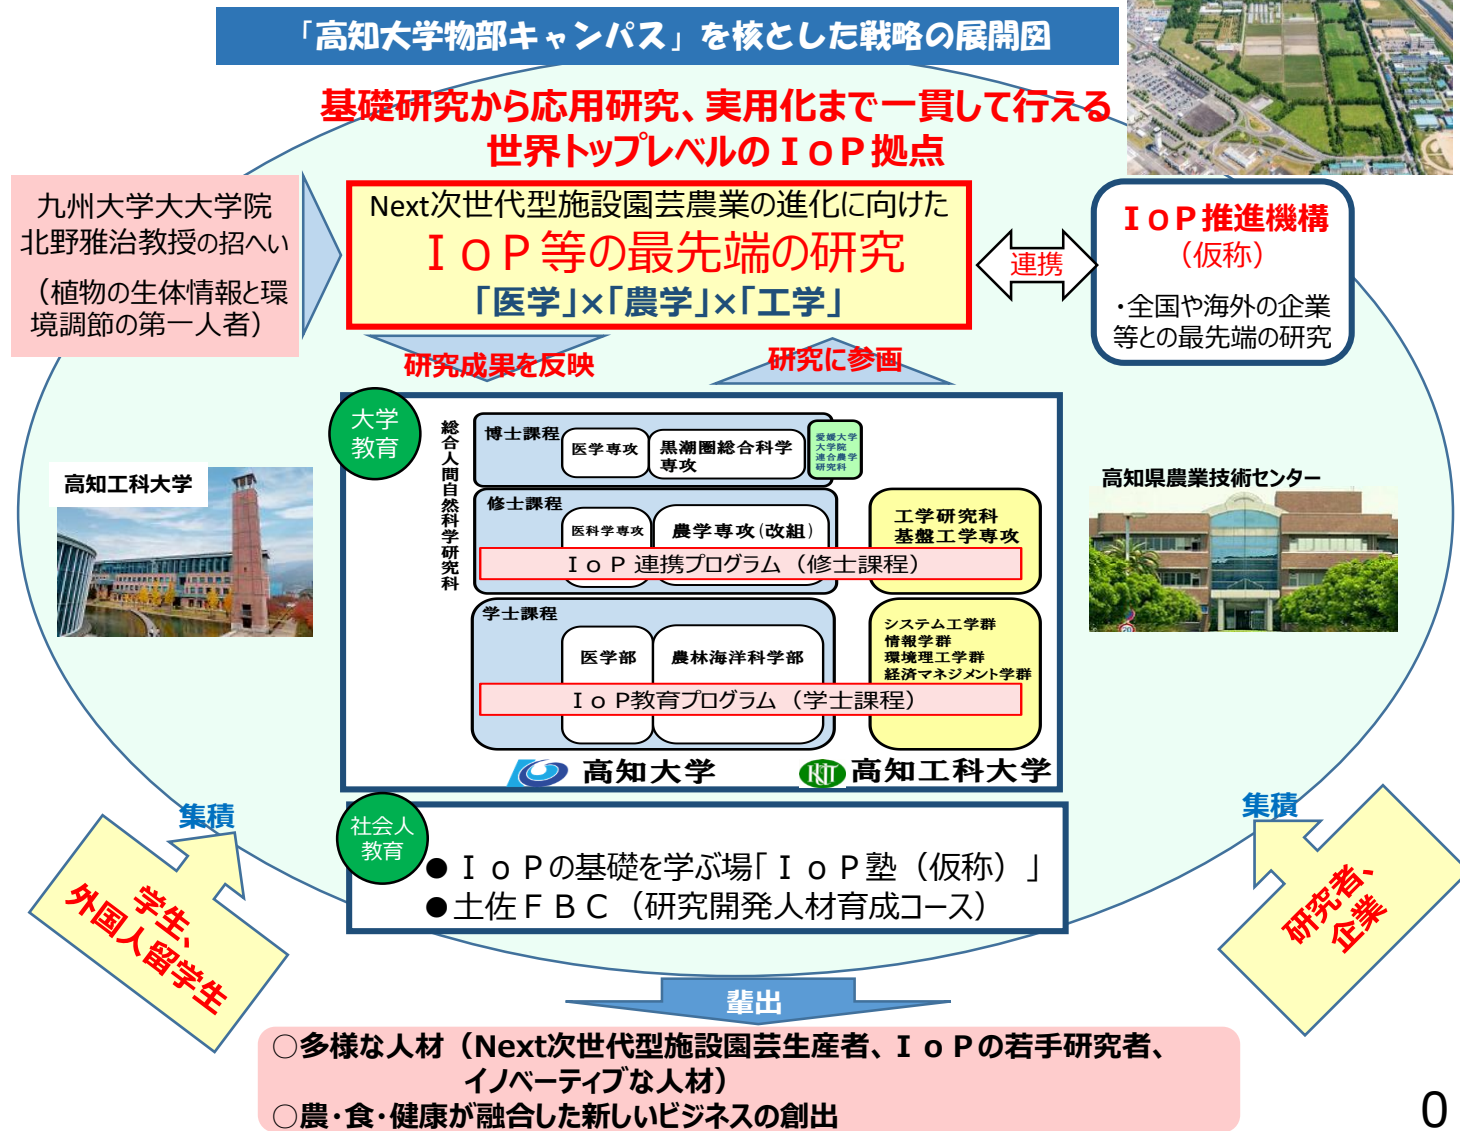 「高知大学物部キャンパス」を核とした戦略の展開図
基礎研究から応用研究、実用化まで一貫して行える
世界トップレベルのＩｏＰ拠点
九州大学大大学院
北野雅治教授の招へい
（植物の生体情報と環
境調節の第一人者）
Next次世代型施設園芸農業の進化に向けた
ＩｏＰ等の最先端の研究
「医学」×「農学」×「工学」
連携
ＩｏＰ推進機構
（仮称）
・全国や海外の企業
等との最先端の研究
研究成果を反映
研究に参画
大学
教育
総合人間自然科学研究科
博士課程
医学専攻
黒潮圏総合科学
専攻
愛媛大学
大学院
連合農学
研究科
修士課程
医科学専攻
農学専攻(改組)
工学研究科
基盤工学専攻
ＩｏＰ連携プログラム（修士課程）
学士課程
医学部
農林海洋科学部
システム工学群
情報学群
環境理工学群
経済マネジメント学群
ＩｏＰ教育プログラム（学士課程）
高知大学
高知工科大学
高知工科大学
高知県農業技術センター
20
集積
学生、
外国人留学生
集積
研究者、
企業
社会人
教育
●ＩｏＰの基礎を学ぶ場「ＩｏＰ塾（仮称）」
●土佐ＦＢＣ（研究開発人材育成コース）
輩出
○多様な人材（Next次世代型施設園芸生産者、ＩｏＰの若手研究者、
イノベーティブな人材）
○農・食・健康が融合した新しいビジネスの創出
0